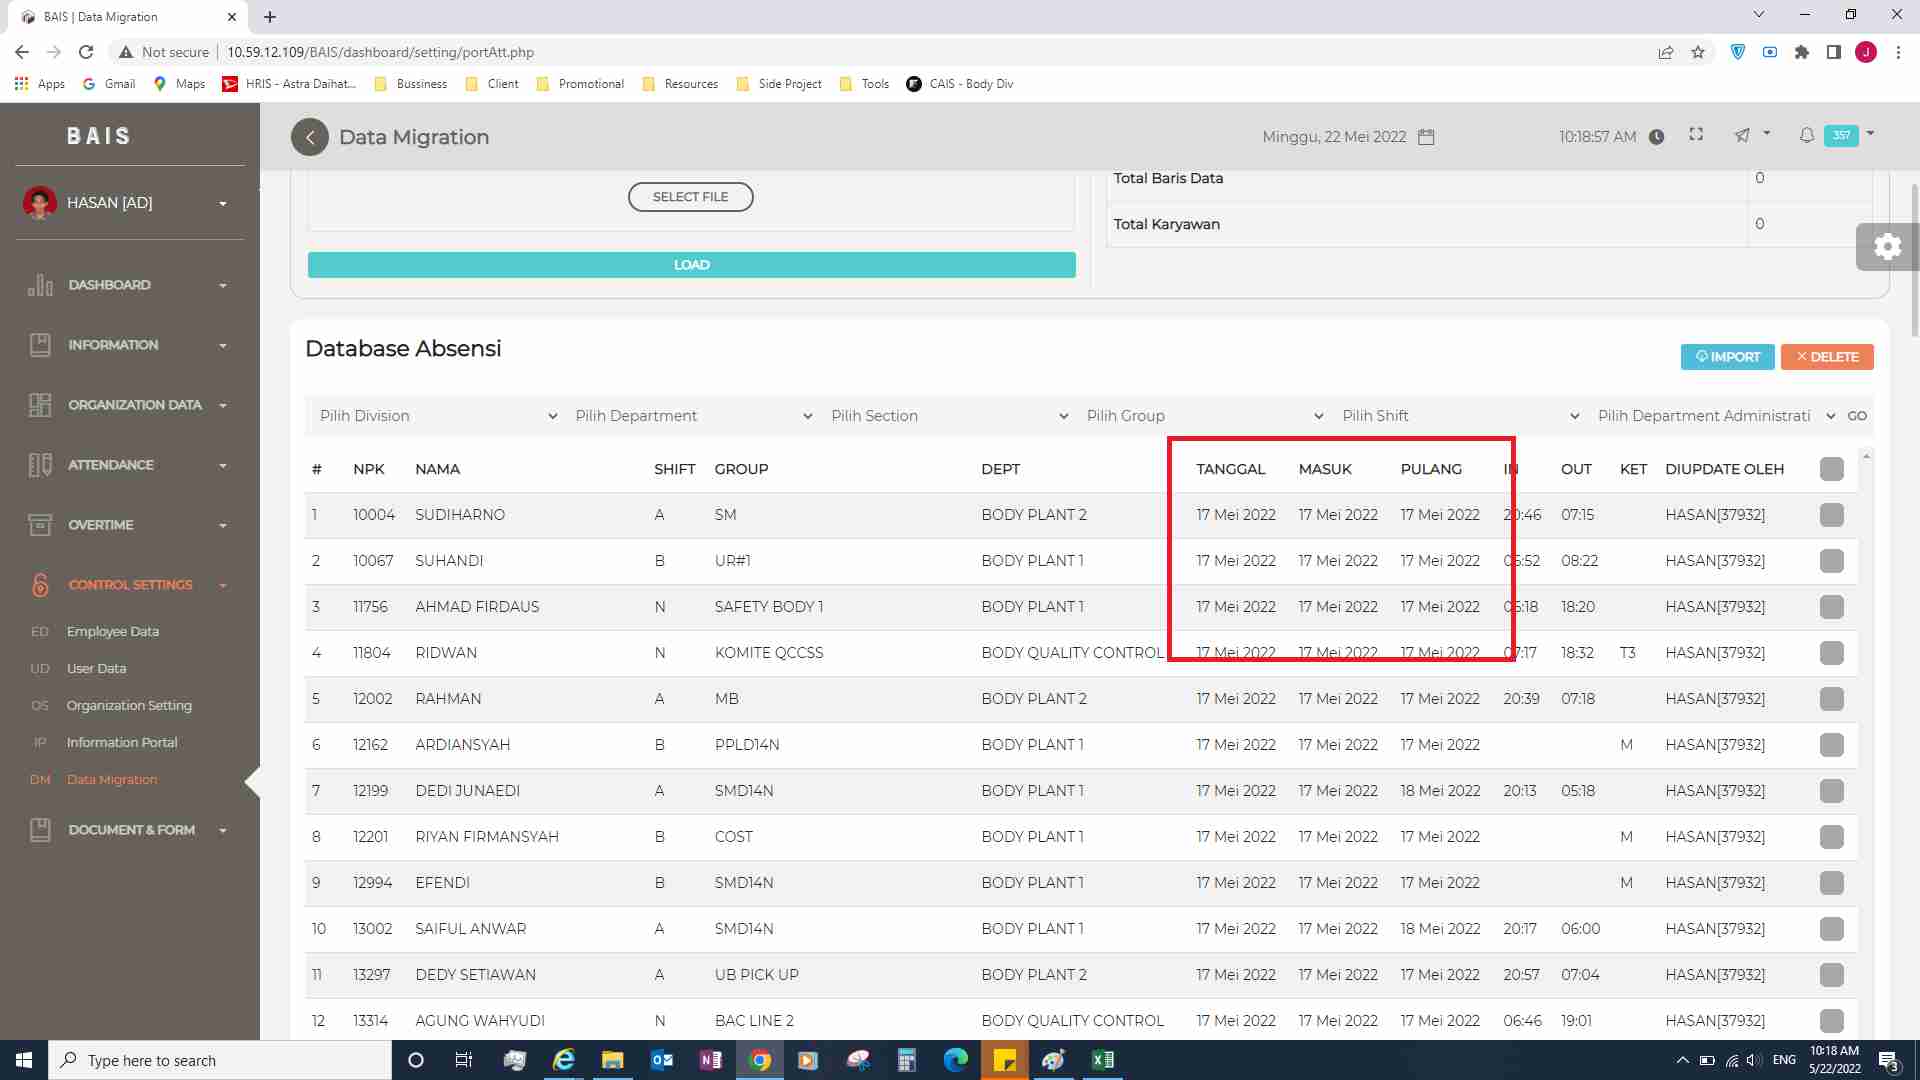 BAIS | Data Migration
Not secure
10.59.12.109/BAIS/dashboard/setting/portAtt.php
J
Apps
Gmail
Maps
HRIS - Astra Daihat...
Bussiness
Client
Promotional
Resources
Side Project
Tools
CAIS - Body Div
BAIS
Data Migration
Minggu, 22 Mei 2022
10:18:57 AM
357
HASAN [AD]
DASHBOARD
INFORMATION
ORGANIZATION DATA
ATTENDANCE
OVERTIME
CONTROL SETTINGS
ED Employee Data
UD User Data
OS Organization Setting
IP Information Portal
DM Data Migration
DOCUMENT & FORM
SELECT FILE
LOAD
Total Baris Data 0
Total Karyawan 0
Database Absensi
IMPORT
DELETE
Pilih Division Pilih Department Pilih Section Pilih Group Pilih Shift Pilih Department Administrati GO
# NPK NAMA SHIFT GROUP DEPT TANGGAL MASUK PULANG IN OUT KET DIUPDATE OLEH
1 10004 SUDIHARNO A SM BODY PLANT 2 17 Mei 2022 17 Mei 2022 17 Mei 2022 20:46 07:15 HASAN[37932]
2 10067 SUHANDI B UR#1 BODY PLANT 1 17 Mei 2022 17 Mei 2022 17 Mei 2022 08:22 HASAN[37932]
3 11756 AHMAD FIRDAUS N SAFETY BODY 1 BODY PLANT 1 17 Mei 2022 17 Mei 2022 17 Mei 2022 18:20 HASAN[37932]
4 11804 RIDWAN N KOMITE QCCSS BODY QUALITY CONTROL 17 Mei 2022 17 Mei 2022 17 Mei 2022 07:17 18:32 T3 HASAN[37932]
5 12002 RAHMAN A MB BODY PLANT 2 17 Mei 2022 17 Mei 2022 17 Mei 2022 20:39 07:18 HASAN[37932]
6 12162 ARDIANSYAH B PPLD14N BODY PLANT 1 17 Mei 2022 17 Mei 2022 17 Mei 2022 M HASAN[37932]
7 12199 DEDI JUNAEDI A SMD14N BODY PLANT 1 17 Mei 2022 17 Mei 2022 18 Mei 2022 20:13 05:18 HASAN[37932]
8 12201 RIYAN FIRMANSYAH B COST BODY PLANT 1 17 Mei 2022 17 Mei 2022 17 Mei 2022 M HASAN[37932]
9 12994 EFENDI B SMD14N BODY PLANT 1 17 Mei 2022 17 Mei 2022 17 Mei 2022 M HASAN[37932]
10 13002 SAIFUL ANWAR A SMD14N BODY PLANT 1 17 Mei 2022 17 Mei 2022 18 Mei 2022 20:17 06:00 HASAN[37932]
11 13297 DEDY SETIAWAN A UB PICK UP BODY PLANT 2 17 Mei 2022 17 Mei 2022 17 Mei 2022 20:57 07:04 HASAN[37932]
12 13314 AGUNG WAHYUDI N BAC LINE 2 BODY QUALITY CONTROL 17 Mei 2022 17 Mei 2022 17 Mei 2022 06:46 19:01 HASAN[37932]
Type here to search
ENG
10:18 AM
5/22/2022
3